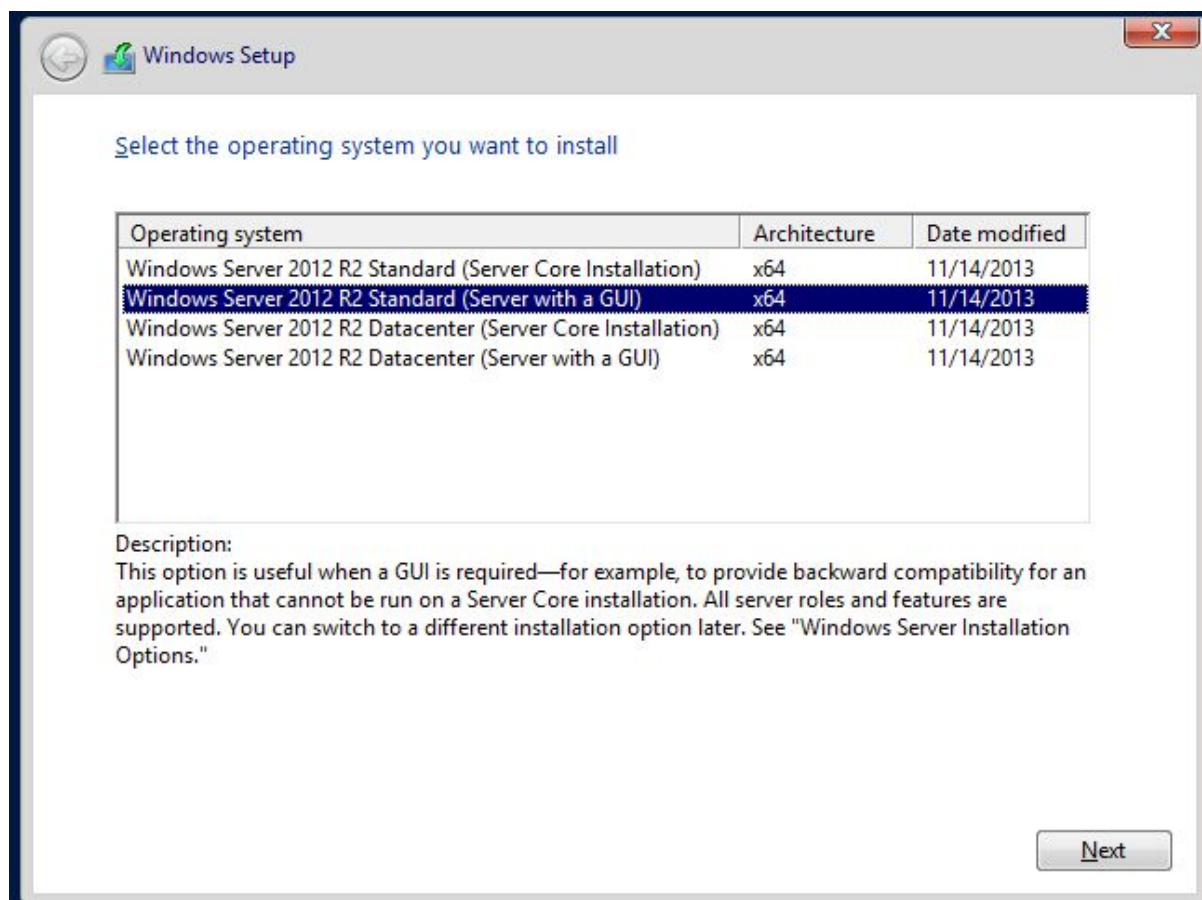 Windows Setup
Select the operating system you want to install
Operating system Architecture Date modified
Windows Server 2012 R2 Standard (Server Core Installation) x64 11/14/2013
Windows Server 2012 R2 Standard (Server with a GUI) x64 11/14/2013
Windows Server 2012 R2 Datacenter (Server Core Installation) x64 11/14/2013
Windows Server 2012 R2 Datacenter (Server with a GUI) x64 11/14/2013
Description:
This option is useful when a GUI is required—for example, to provide backward compatibility for an
application that cannot be run on a Server Core installation. All server roles and features are
supported. You can switch to a different installation option later. See "Windows Server Installation
Options."
Next